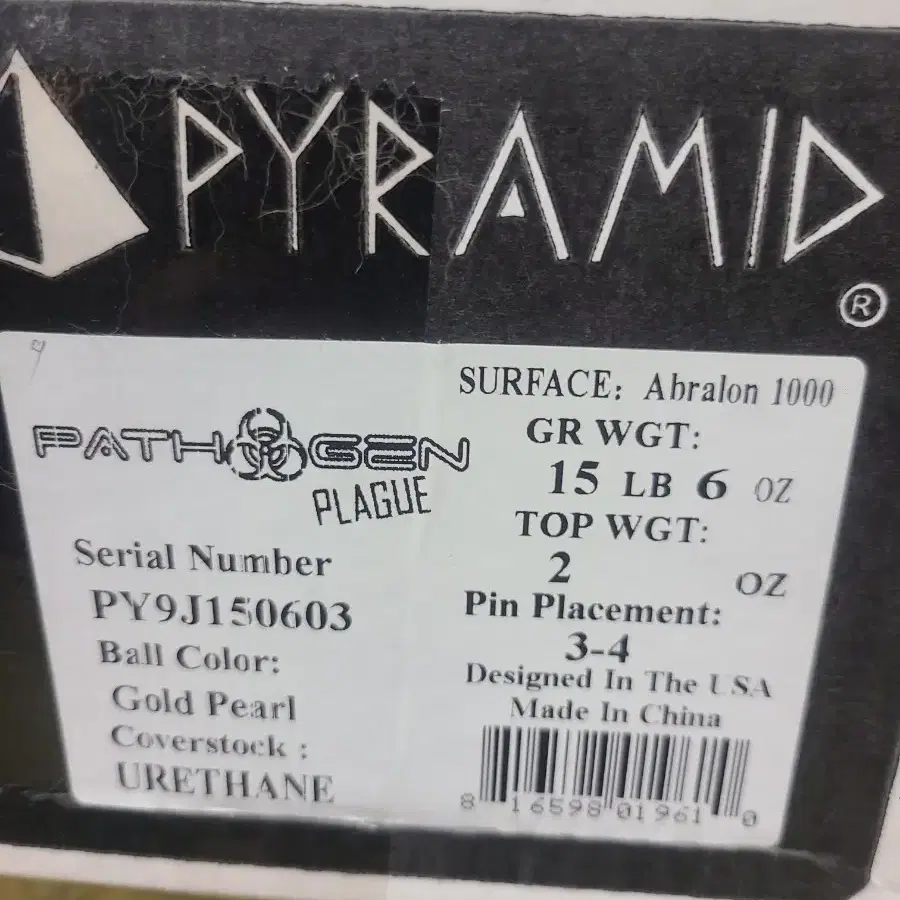 PYRAMID
®
PATHOGEN
PLAGUE
Serial Number
PY9J150603
Ball Color:
Gold Pearl
Coverstock :
URETHANE
SURFACE: Abralon 1000
GR WGT:
15 LB 6 OZ
TOP WGT:
2 OZ
Pin Placement:
3-4
Designed In The USA
Made In China
8 16598 01961 0